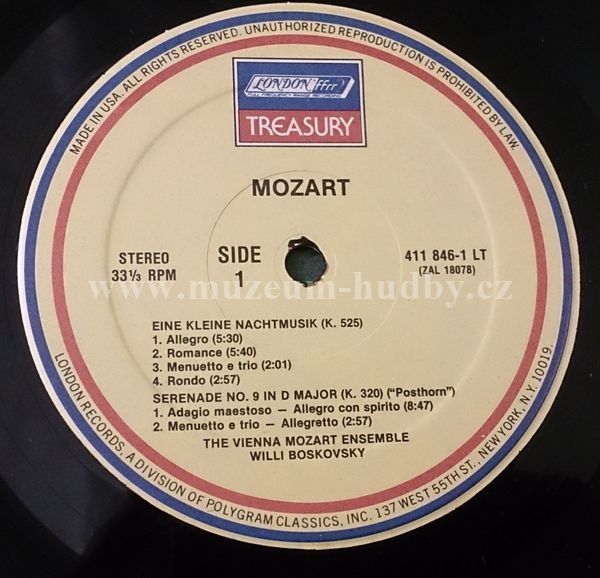 MADE IN USA. ALL RIGHTS RESERVED. UNAUTHORIZED REPRODUCTION IS PROHIBITED BY LAW.
LONDON ffrr
FULL FREQUENCY RANGE RECORDING
TREASURY
MOZART
STEREO
33⅓ RPM
SIDE
1
411 846-1 LT
(ZAL 18078)
www.muzeum-hudby.cz
EINE KLEINE NACHTMUSIK (K. 525)
1. Allegro (5:30)
2. Romance (5:40)
3. Menuetto e trio (2:01)
4. Rondo (2:57)
SERENADE NO. 9 IN D MAJOR (K. 320) ("Posthorn")
1. Adagio maestoso — Allegro con spirito (8:47)
2. Menuetto e trio — Allegretto (2:57)
THE VIENNA MOZART ENSEMBLE
WILLI BOSKOVSKY
LONDON RECORDS, A DIVISION OF POLYGRAM CLASSICS, INC. 137 WEST 55TH ST., NEW YORK, N.Y. 10019.